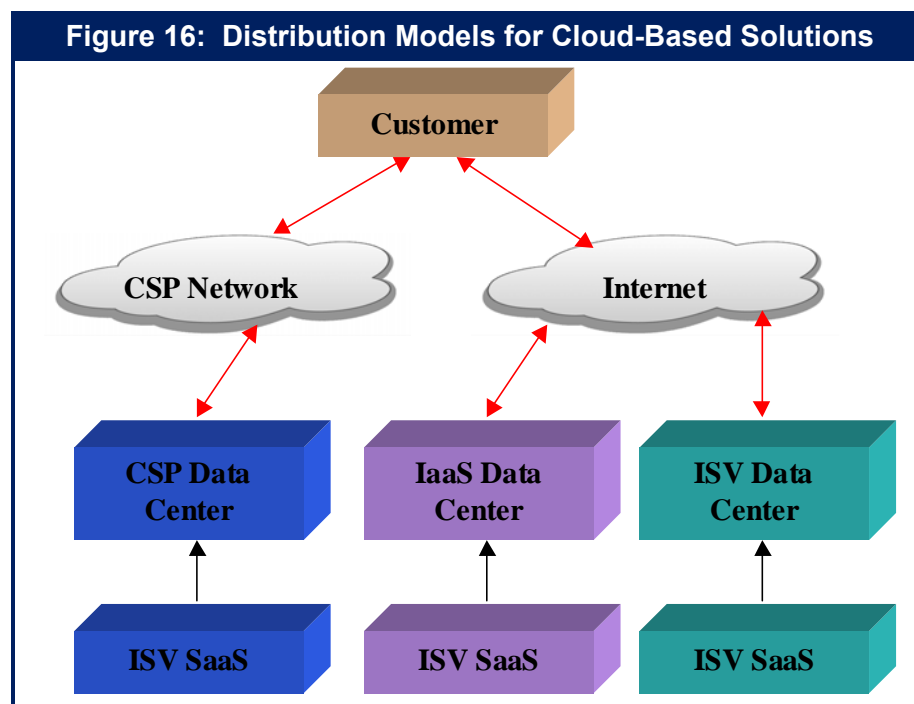 Figure 16: Distribution Models for Cloud-Based Solutions
Customer
CSP Network
Internet
CSP Data
Center
IaaS Data
Center
ISV Data
Center
ISV SaaS
ISV SaaS
ISV SaaS